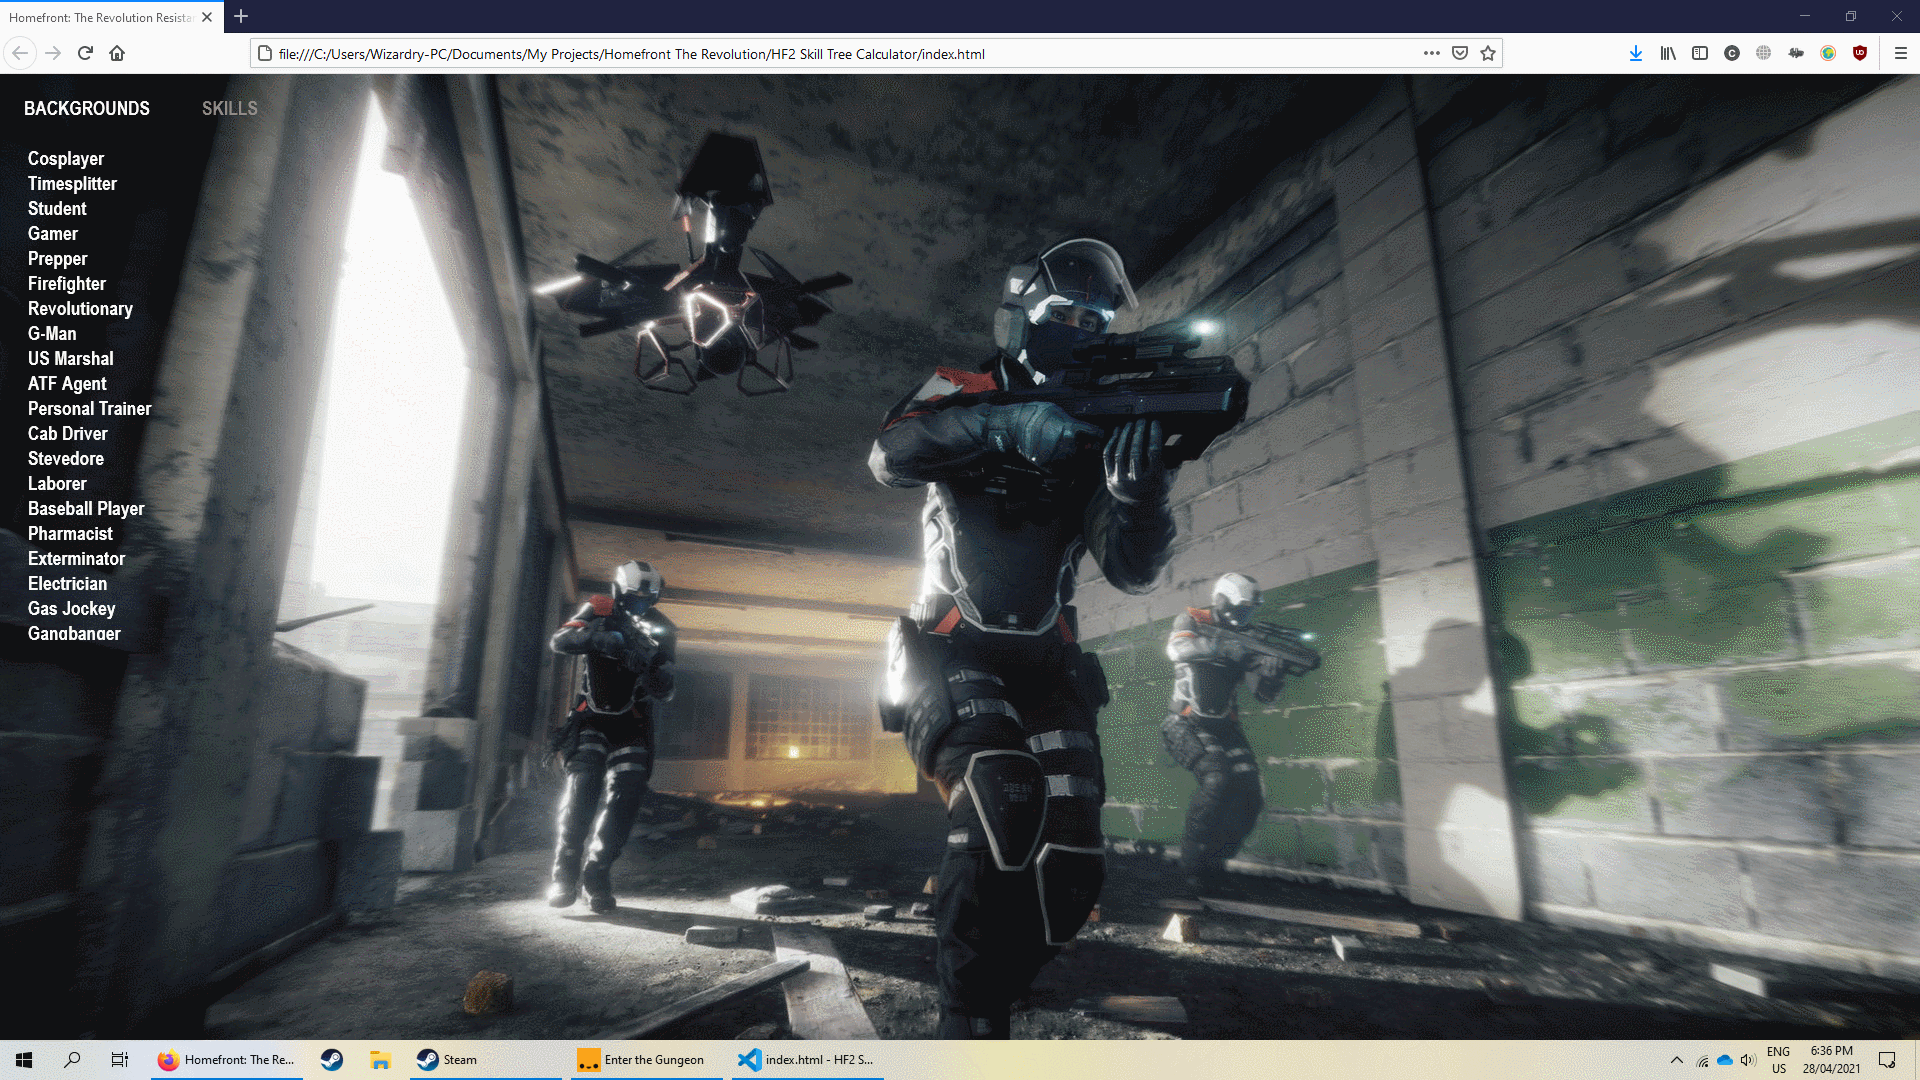 Homefront: The Revolution Resista
file:///C:/Users/Wizardry-PC/Documents/My Projects/Homefront The Revolution/HF2 Skill Tree Calculator/index.html
BACKGROUNDS SKILLS
Cosplayer
Timesplitter
Student
Gamer
Prepper
Firefighter
Revolutionary
G-Man
US Marshal
ATF Agent
Personal Trainer
Cab Driver
Stevedore
Laborer
Baseball Player
Pharmacist
Exterminator
Electrician
Gas Jockey
Gangbanger
Homefront: The Re...
Steam
Enter the Gungeon
index.html - HF2 S...
ENG
US
6:36 PM
28/04/2021